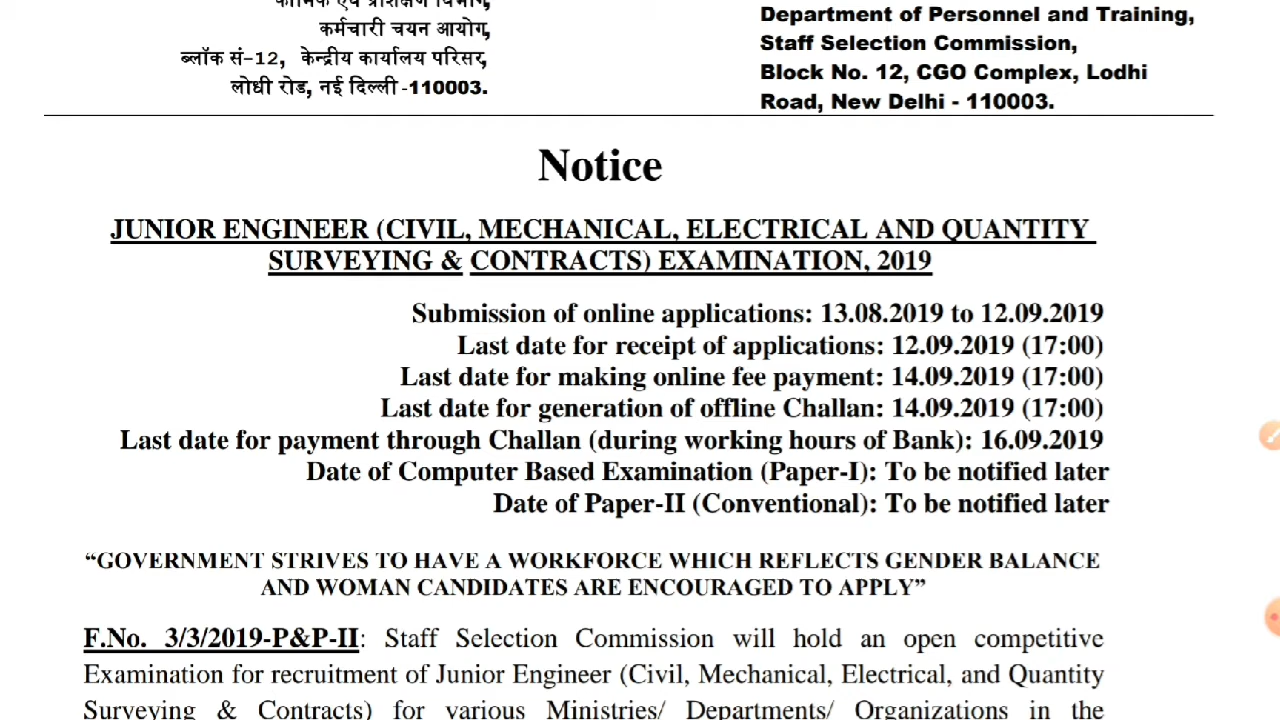 कार्मिक एवं प्रशिक्षण विभाग,
कर्मचारी चयन आयोग,
ब्लॉक सं-12, केन्द्रीय कार्यालय परिसर,
लोधी रोड, नई दिल्ली -110003.
Department of Personnel and Training,
Staff Selection Commission,
Block No. 12, CGO Complex, Lodhi
Road, New Delhi - 110003.
Notice
JUNIOR ENGINEER (CIVIL, MECHANICAL, ELECTRICAL AND QUANTITY
SURVEYING & CONTRACTS) EXAMINATION, 2019
Submission of online applications: 13.08.2019 to 12.09.2019
Last date for receipt of applications: 12.09.2019 (17:00)
Last date for making online fee payment: 14.09.2019 (17:00)
Last date for generation of offline Challan: 14.09.2019 (17:00)
Last date for payment through Challan (during working hours of Bank): 16.09.2019
Date of Computer Based Examination (Paper-I): To be notified later
Date of Paper-II (Conventional): To be notified later
“GOVERNMENT STRIVES TO HAVE A WORKFORCE WHICH REFLECTS GENDER BALANCE
AND WOMAN CANDIDATES ARE ENCOURAGED TO APPLY”
F.No. 3/3/2019-P&P-II: Staff Selection Commission will hold an open competitive
Examination for recruitment of Junior Engineer (Civil, Mechanical, Electrical, and Quantity
Surveying & Contracts) for various Ministries/ Departments/ Organizations in the